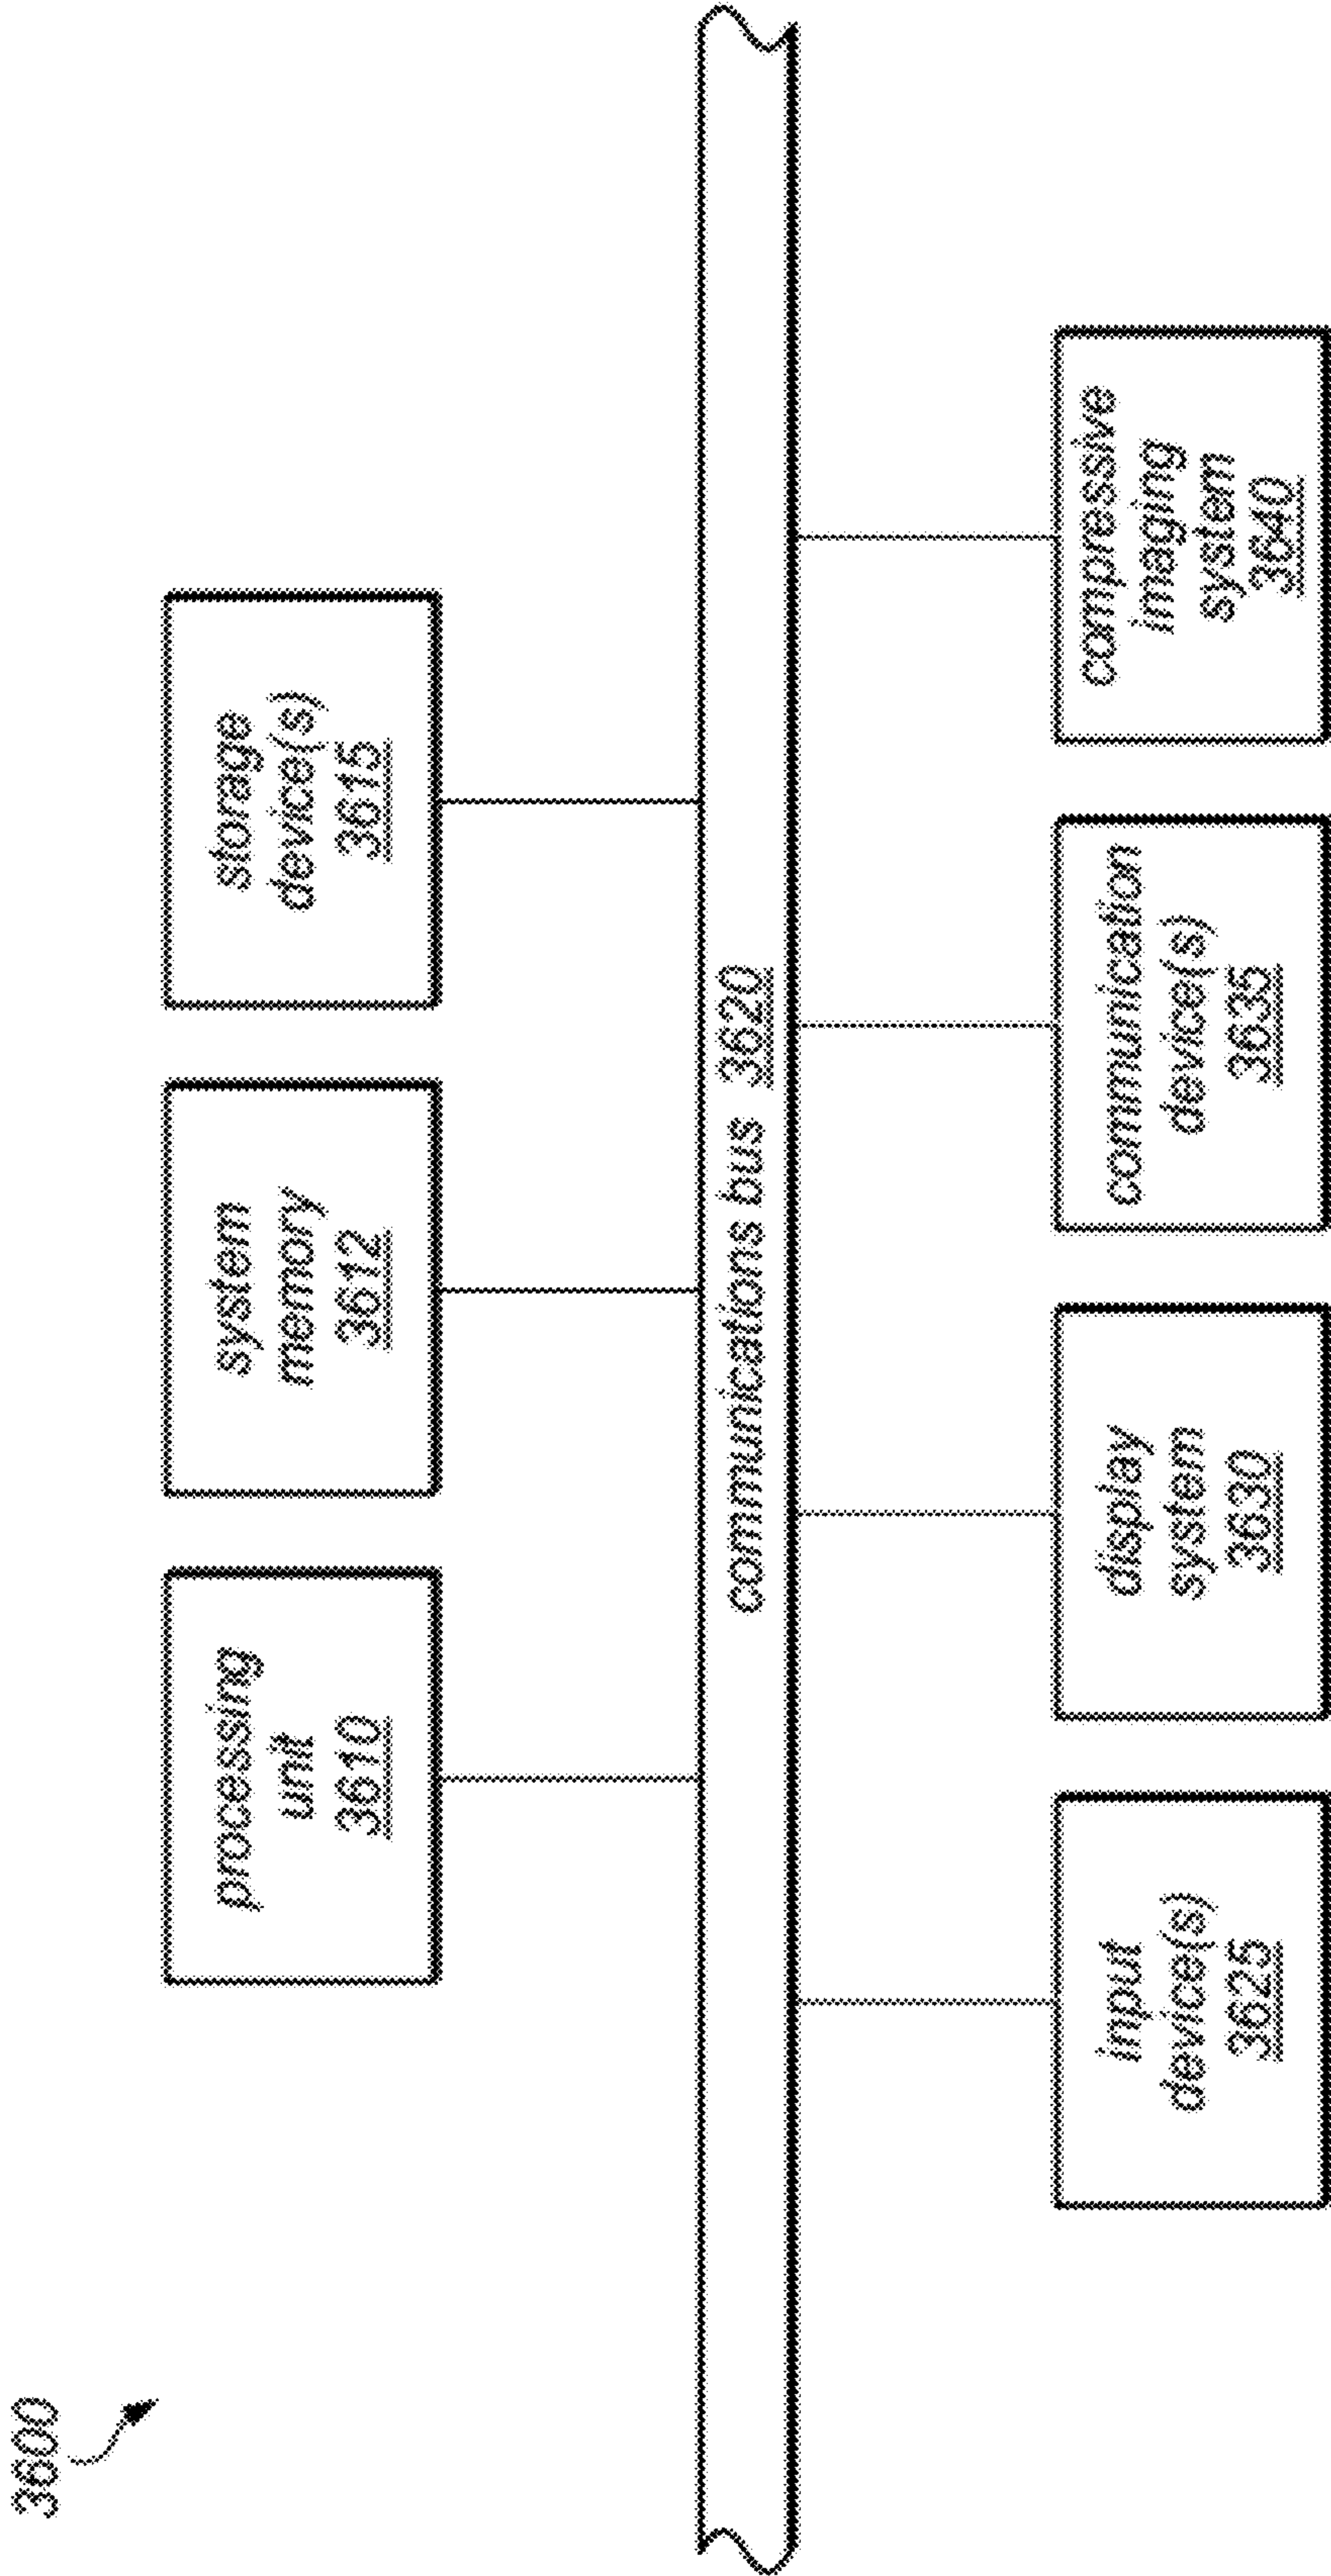 3600
processing
unit
3610
system
memory
3612
storage
device(s)
3615
communications bus 3620
input
device(s)
3625
display
system
3630
communication
device(s)
3635
compressive
imaging
system
3640